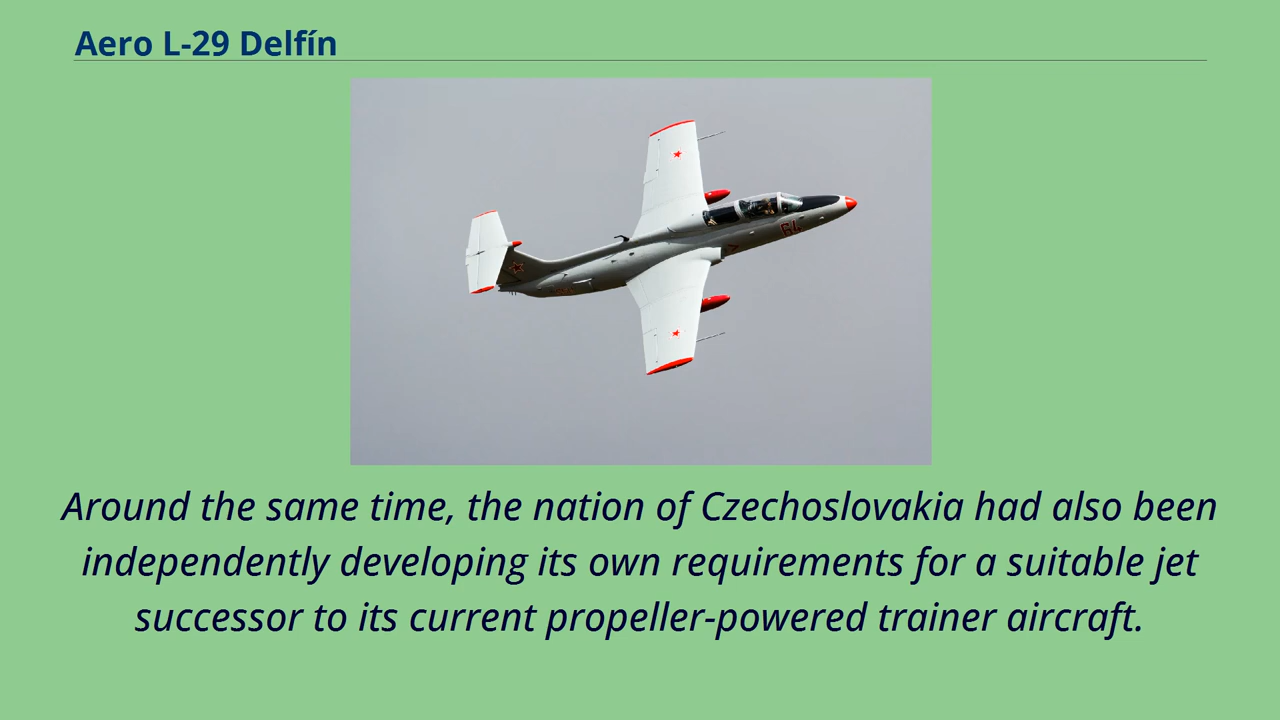 Aero L-29 Delfín
64
Around the same time, the nation of Czechoslovakia had also been
independently developing its own requirements for a suitable jet
successor to its current propeller-powered trainer aircraft.